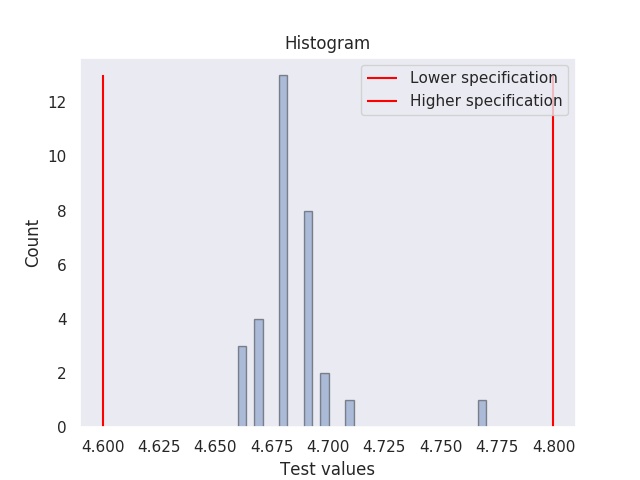 Histogram
Lower specification
Higher specification
Count
12
10
8
6
4
2
0
4.600 4.625 4.650 4.675 4.700 4.725 4.750 4.775 4.800
Test values